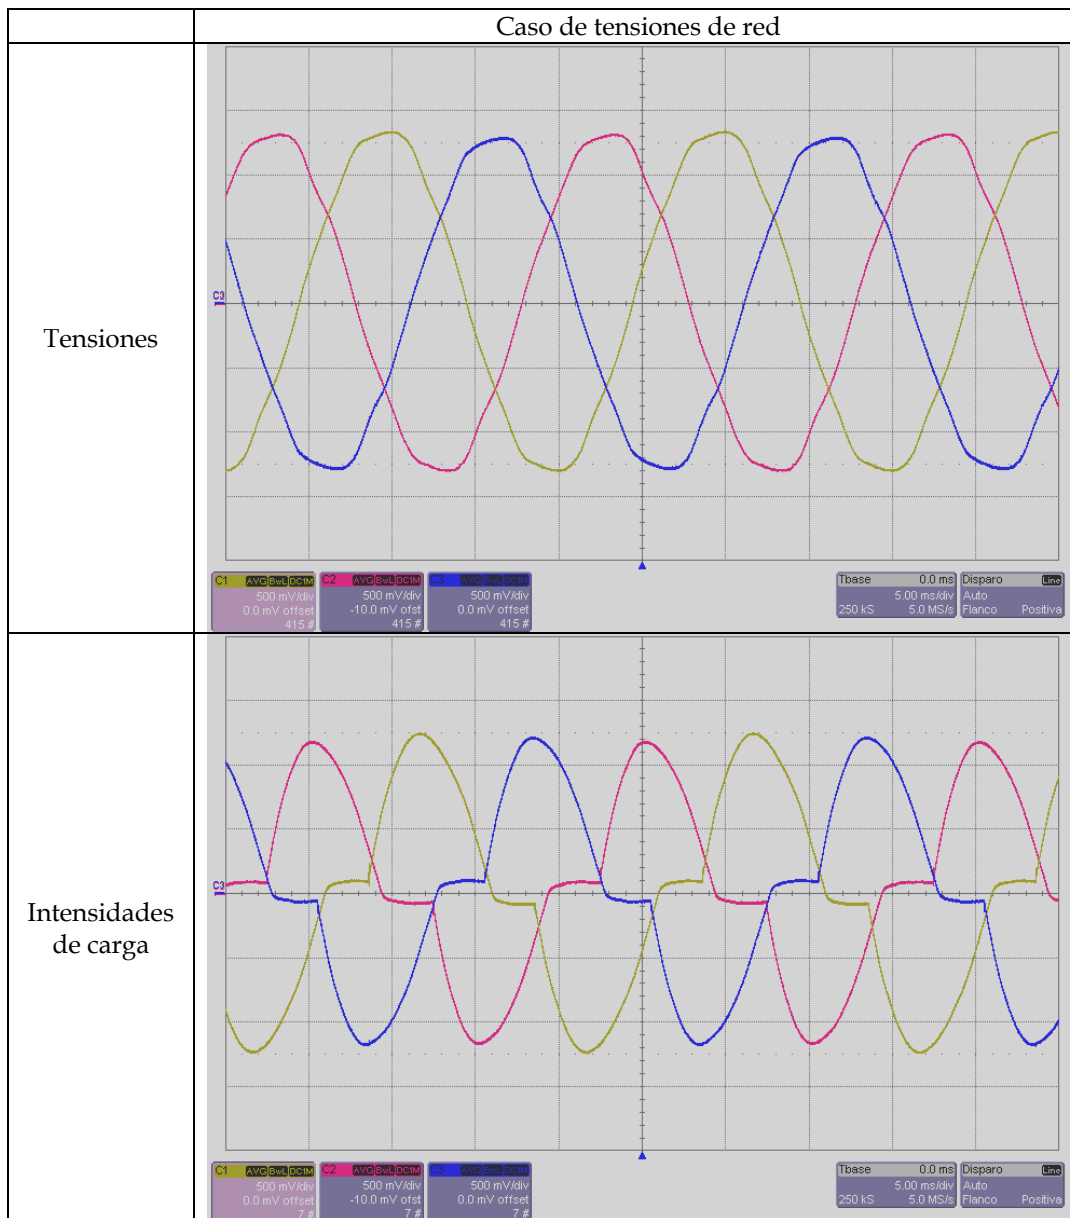 Caso de tensiones de red
Tensiones
C3
C1 AVG BwL DC1M
500 mV/div
0.0 mV offset
415 #
C2 AVG BwL DC1M
500 mV/div
-10.0 mV ofst
415 #
C3 AVG BwL DC1M
500 mV/div
0.0 mV offset
415 #
Tbase 0.0 ms
5.00 ms/div
250 kS 5.0 MS/s
Disparo Line
Auto
Flanco Positiva
Intensidades
de carga
C3
C1 AVG BwL DC1M
500 mV/div
0.0 mV offset
7 #
C2 AVG BwL DC1M
500 mV/div
-10.0 mV ofst
7 #
C3 AVG BwL DC1M
500 mV/div
0.0 mV offset
7 #
Tbase 0.0 ms
5.00 ms/div
250 kS 5.0 MS/s
Disparo Line
Auto
Flanco Positiva